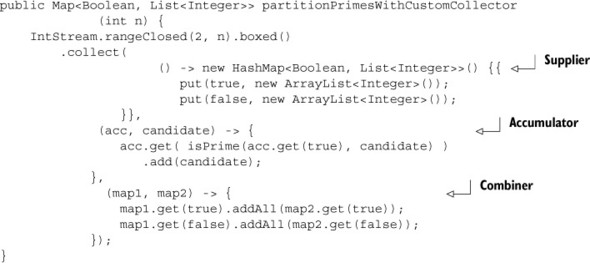 public Map<Boolean, List<Integer>> partitionPrimesWithCustomCollector
(int n) {
IntStream.rangeClosed(2, n).boxed()
.collect(
() -> new HashMap<Boolean, List<Integer>>() {{ Supplier
put(true, new ArrayList<Integer>());
put(false, new ArrayList<Integer>());
}},
(acc, candidate) -> { Accumulator
acc.get( isPrime(acc.get(true), candidate) )
.add(candidate);
},
(map1, map2) -> { Combiner
map1.get(true).addAll(map2.get(true));
map1.get(false).addAll(map2.get(false));
});
}